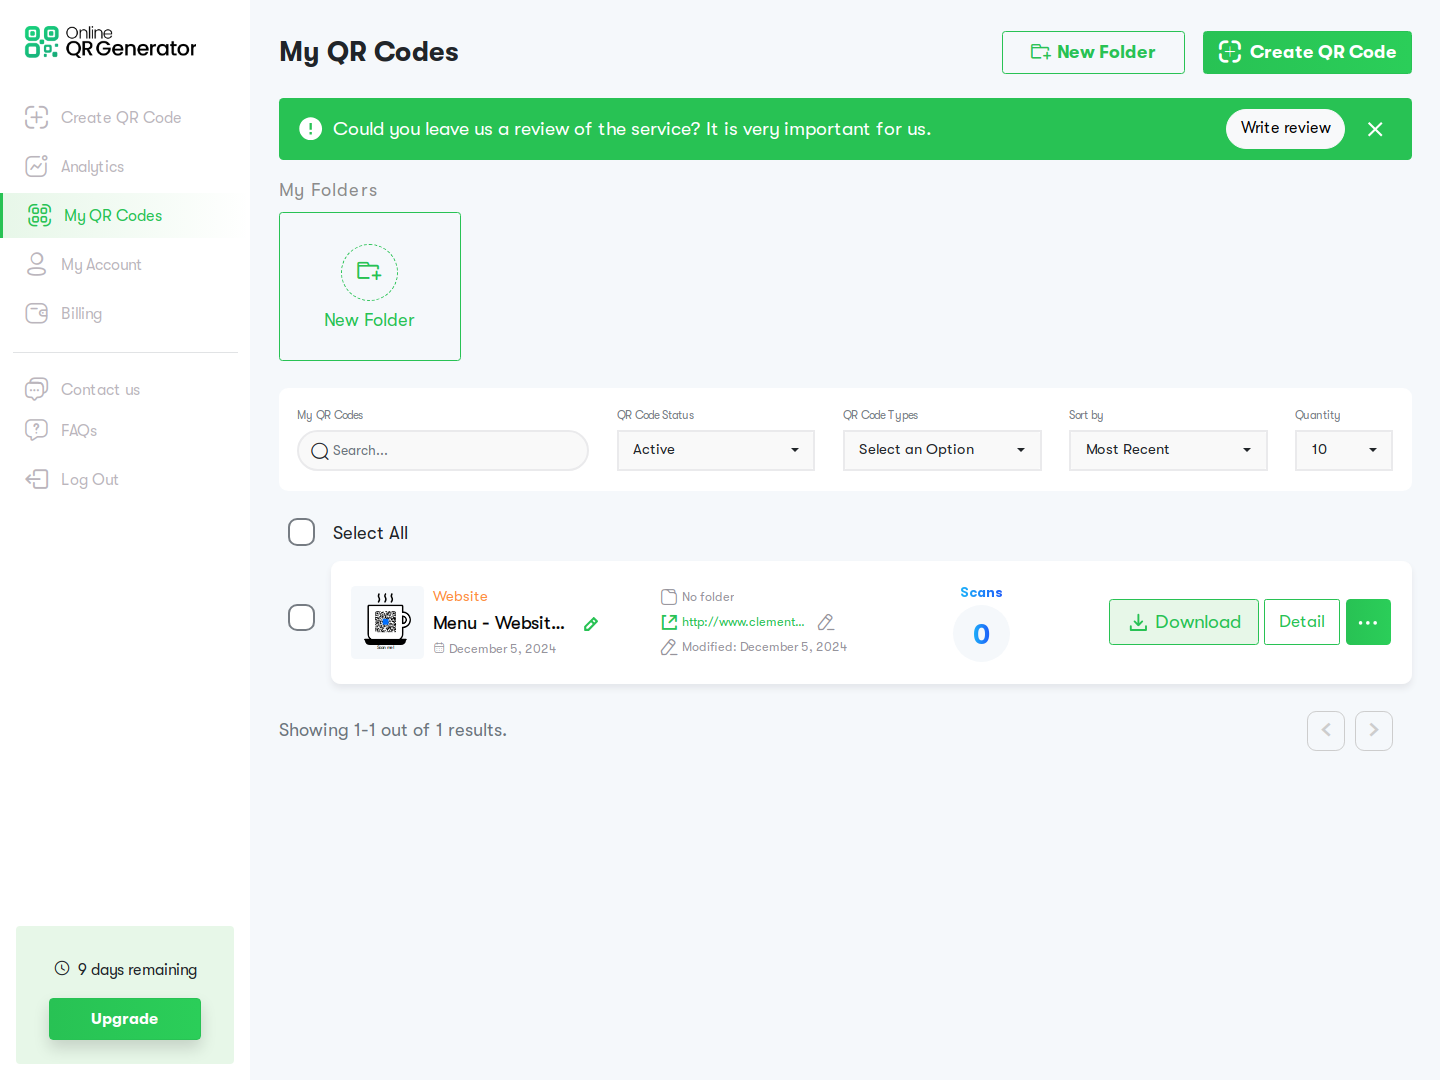 Online
QR Generator
Create QR Code
Analytics
My QR Codes
My Account
Billing
Contact us
FAQs
Log Out
9 days remaining
Upgrade
My QR Codes
New Folder
Create QR Code
Could you leave us a review of the service? It is very important for us.
Write review
My Folders
New Folder
My QR Codes
Search...
QR Code Status
Active
QR Code Types
Select an Option
Sort by
Most Recent
Quantity
10
Select All
Scan me!
Website
Menu - Websit...
December 5, 2024
No folder
http://www.clement...
Modified: December 5, 2024
Scans
0
Download
Detail
Showing 1-1 out of 1 results.